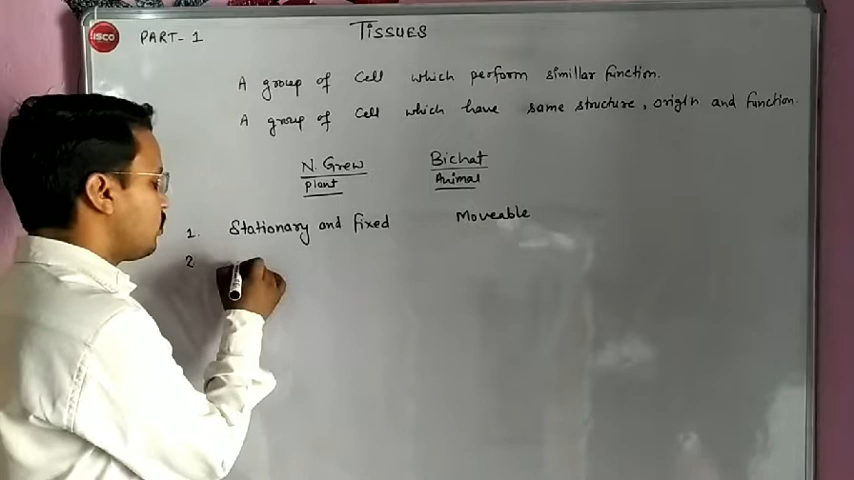 ISCO PART-1 TISSUES
A group of cell which perform simillar function.
A group of cell which have same structure, origin and function.
N. Grew Bichat
Plant Animal
1. Stationary and fixed Moveable
2